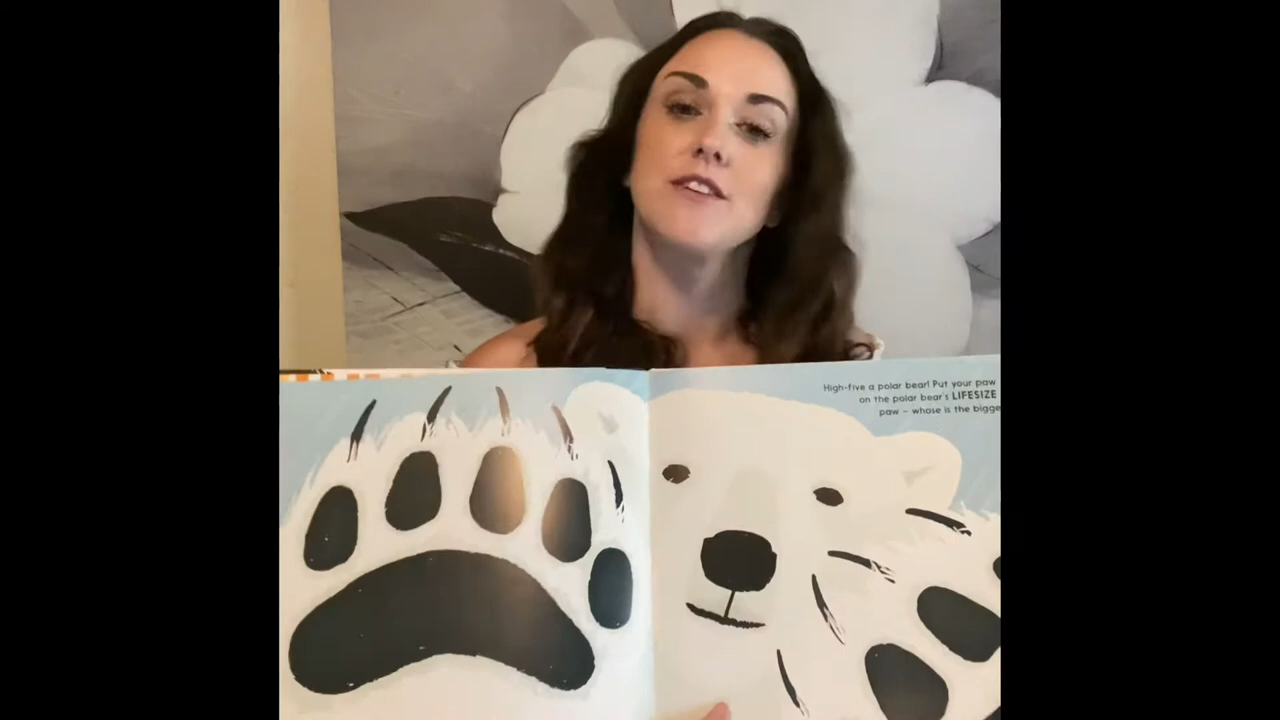 High-five a polar bear! Put your paw
on the polar bear's LIFESIZE
paw – whose is the bigge